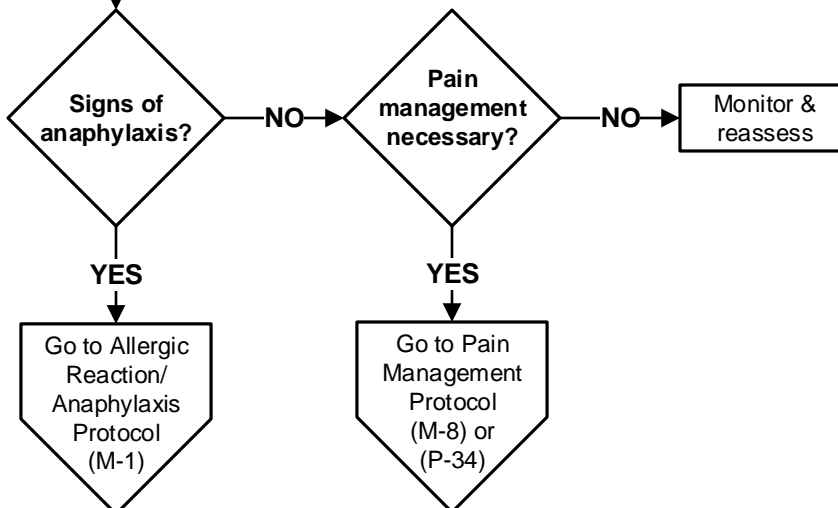 Signs of
anaphylaxis?
NO
Pain
management
necessary?
NO
Monitor &
reassess
YES
YES
Go to Allergic
Reaction/
Anaphylaxis
Protocol
(M-1)
Go to Pain
Management
Protocol
(M-8) or
(P-34)